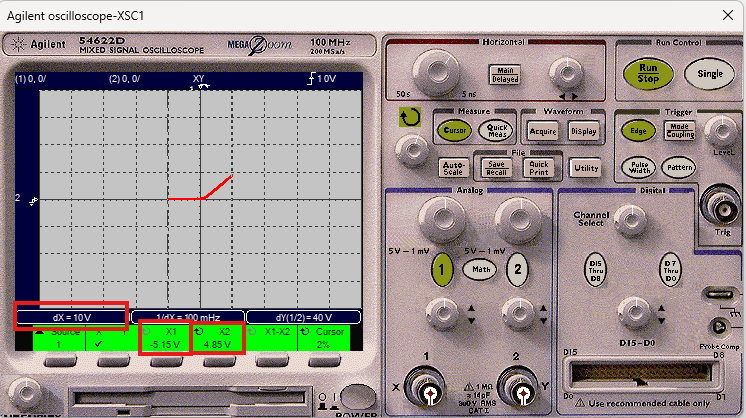 Agilent oscilloscope-XSC1
Agilent 54622D
MIXED SIGNAL OSCILLOSCOPE
MEGA Zoom
100 MHz
200 MSa/s
(1) 0, 0/ (2) 0, 0/ XY 10V
2
dX = 10 V 1/dX = 100 mHz dY(1/2) = 40 V
Source X X1 X2 X1-X2 Cursor
1 ✓ -5.15 V 4.85 V 2%
POWER
Horizontal
50 s 5 ns
Main
Delayed
Run Control
Run
Stop
Single
Measure
Cursor
Quick
Meas
Waveform
Acquire
Display
Trigger
Edge
Mode
Coupling
Level
Pulse
Width
Pattern
Trig
File
Auto-
Scale
Save
Recall
Quick
Print
Utility
Analog
5 V – 1 mV 5 V – 1 mV
1 Math 2
1 2
X Y
1 MΩ
≈ 14pF
300 V RMS
CAT I
Digital
Channel
Select
D15
Thru
D8
D7
Thru
D0
D15-D0
Probe Comp
D15 D8
D0 D1
Use recommended cable only